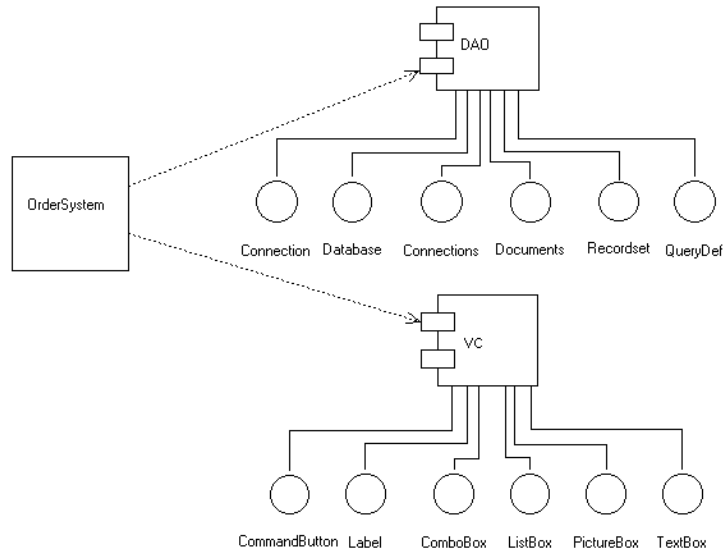 DAO
OrderSystem
Connection Database Connections Documents Recordset QueryDef
VC
CommandButton Label ComboBox ListBox PictureBox TextBox